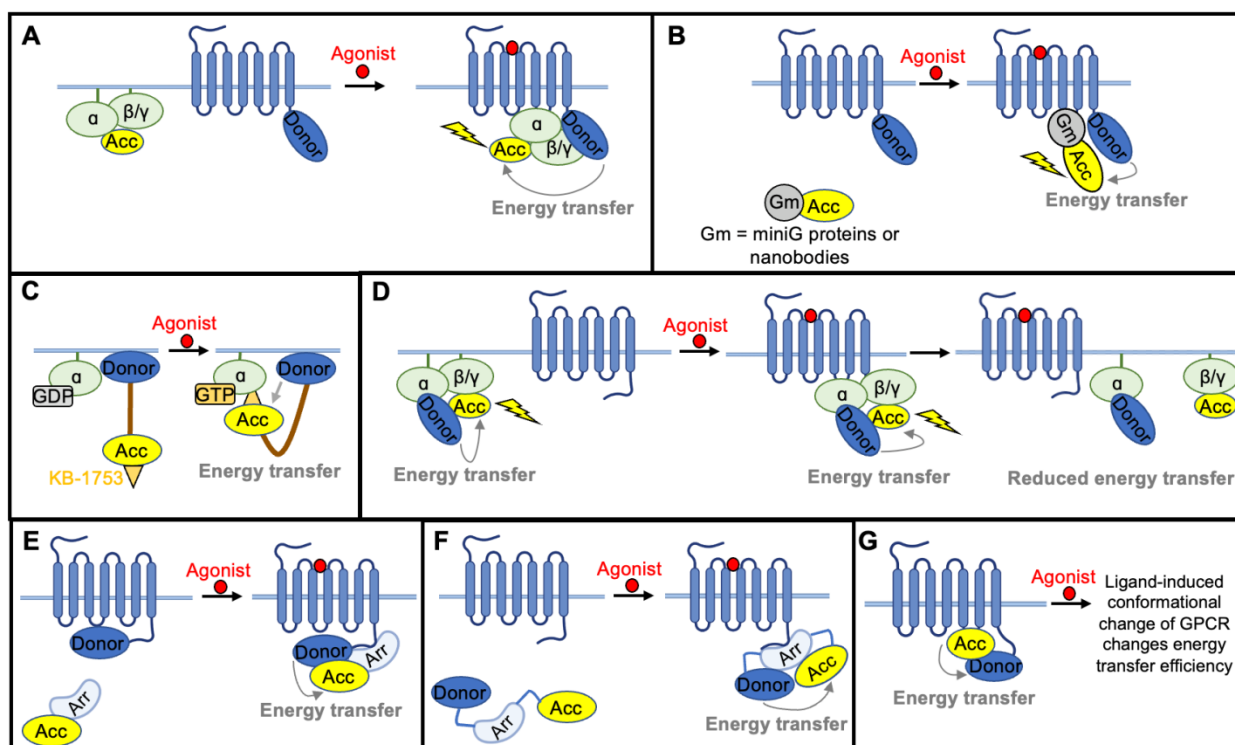 A
α
β/γ
Acc
Donor
Agonist
α
Acc
β/γ
Donor
Energy transfer
B
Donor
Gm
Acc
Gm = miniG proteins or
nanobodies
Agonist
Gm
Acc
Donor
Energy transfer
C
α
GDP
Donor
Acc
KB-1753
Agonist
α
GTP
Acc
Donor
Energy transfer
D
α
β/γ
Donor
Acc
Energy transfer
Agonist
α
β/γ
Donor
Acc
Energy transfer
α
Donor
β/γ
Acc
Reduced energy transfer
E
Donor
Arr
Acc
Agonist
Donor
Arr
Acc
Energy transfer
F
Donor
Arr
Acc
Agonist
Arr
Donor
Acc
Energy transfer
G
Acc
Donor
Energy transfer
Agonist
Ligand-induced
conformational
change of GPCR
changes energy
transfer efficiency